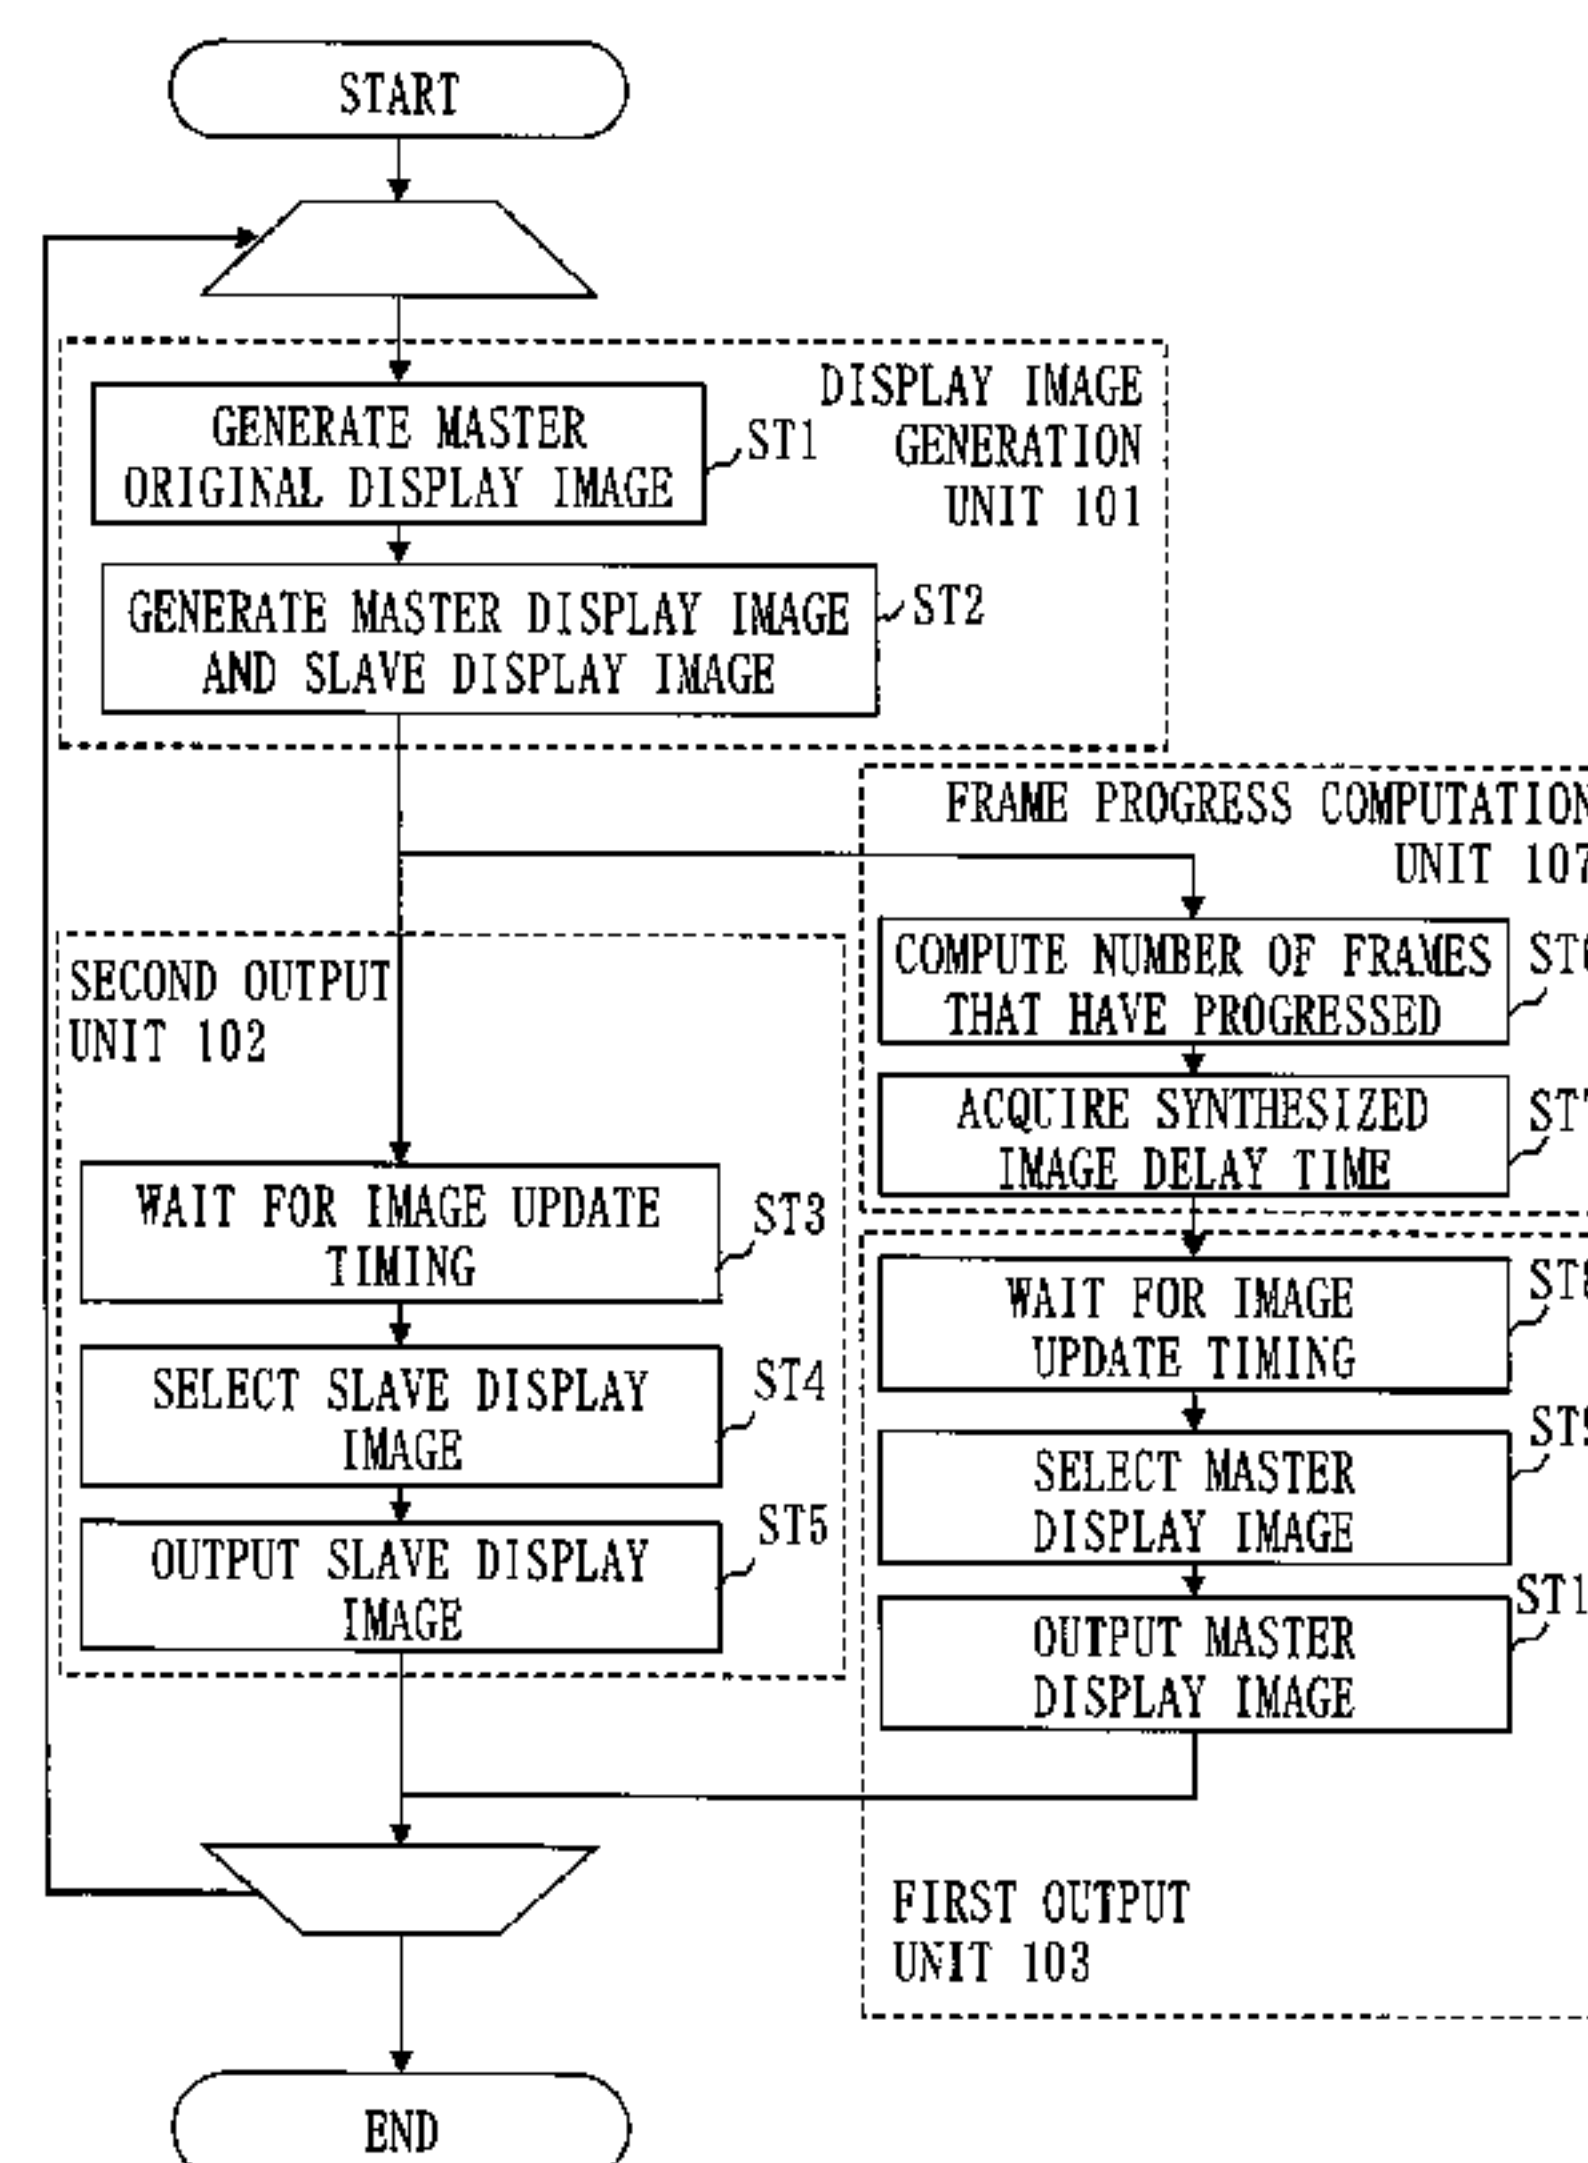 START
DISPLAY IMAGE
GENERATION
UNIT 101
GENERATE MASTER
ORIGINAL DISPLAY IMAGE
ST1
GENERATE MASTER DISPLAY IMAGE
AND SLAVE DISPLAY IMAGE
ST2
FRAME PROGRESS COMPUTATION
UNIT 107
COMPUTE NUMBER OF FRAMES
THAT HAVE PROGRESSED
ACQUIRE SYNTHESIZED
IMAGE DELAY TIME
SECOND OUTPUT
UNIT 102
WAIT FOR IMAGE UPDATE
TIMING
ST3
SELECT SLAVE DISPLAY
IMAGE
ST4
OUTPUT SLAVE DISPLAY
IMAGE
ST5
WAIT FOR IMAGE
UPDATE TIMING
SELECT MASTER
DISPLAY IMAGE
OUTPUT MASTER
DISPLAY IMAGE
FIRST OUTPUT
UNIT 103
END